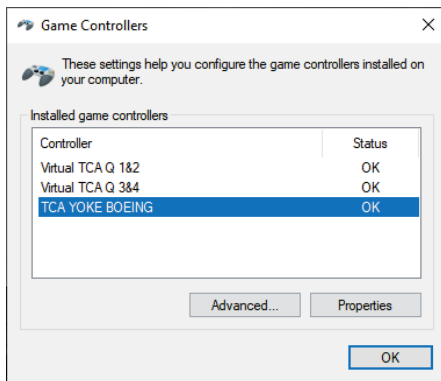 Game Controllers
These settings help you configure the game controllers installed on
your computer.
Installed game controllers
Controller Status
Virtual TCA Q 1&2 OK
Virtual TCA Q 3&4 OK
TCA YOKE BOEING OK
Advanced... Properties
OK